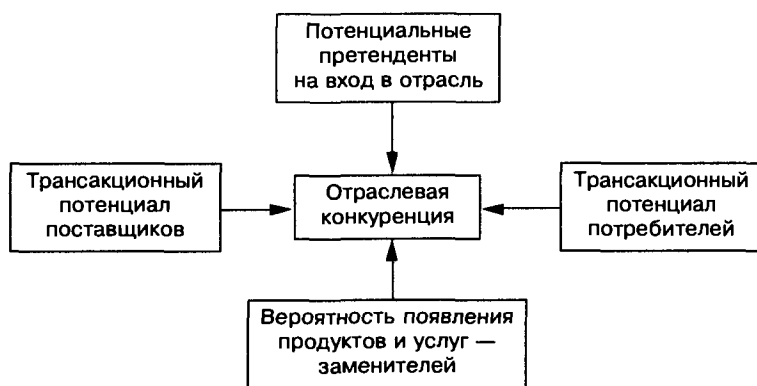 Потенциальные
претенденты
на вход в отрасль
Трансакционный
потенциал
поставщиков
Отраслевая
конкуренция
Трансакционный
потенциал
потребителей
Вероятность появления
продуктов и услуг —
заменителей